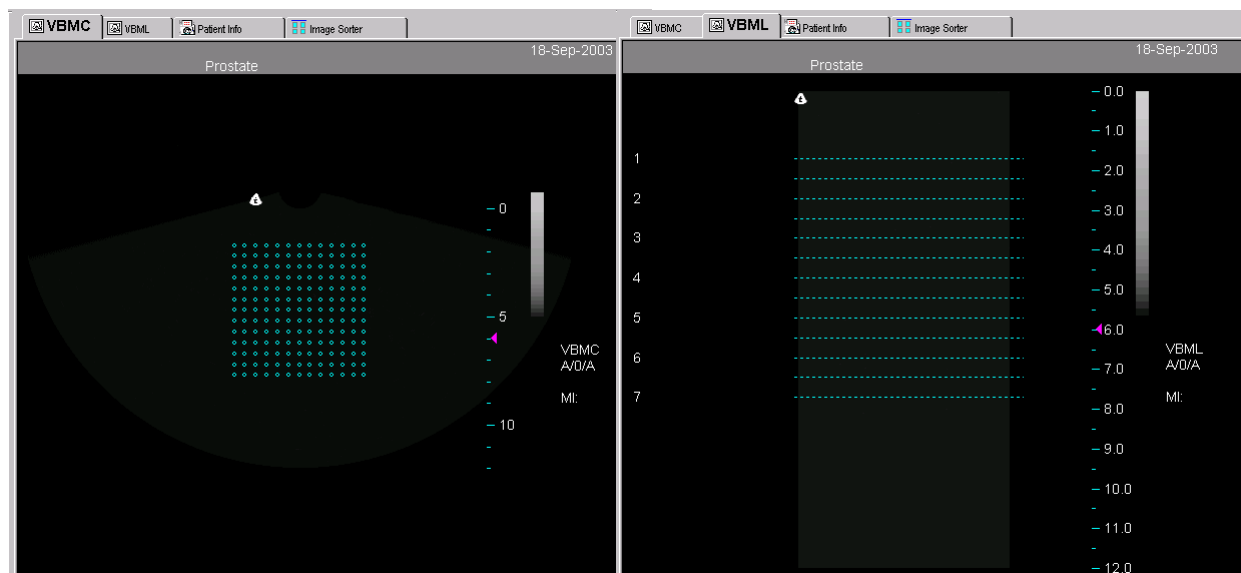 VBMC VBML Patient Info Image Sorter
18-Sep-2003
Prostate
0
5
VBMC
A/0/A
MI:
10
VBMC VBML Patient Info Image Sorter
18-Sep-2003
Prostate
0.0
1.0
1
2.0
2
3.0
3
4.0
4
5.0
5
6.0
VBML
6
A/0/A
7.0
7
MI:
8.0
9.0
10.0
11.0
12.0